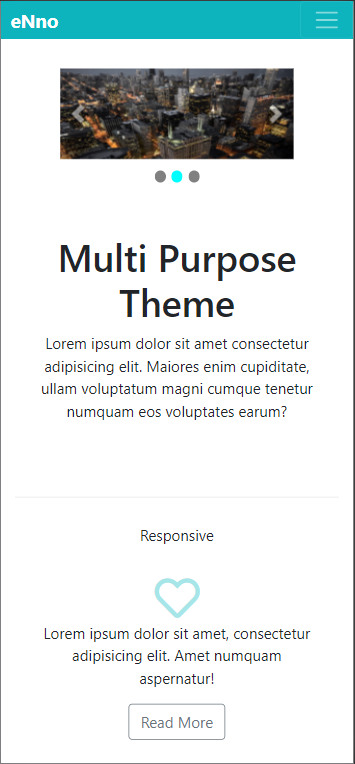 eNno
Multi Purpose
Theme
Lorem ipsum dolor sit amet consectetur
adipisicing elit. Maiores enim cupiditate,
ullam voluptatum magni cumque tenetur
numquam eos voluptates earum?
Responsive
Lorem ipsum dolor sit amet, consectetur
adipisicing elit. Amet numquam
aspernatur!
Read More